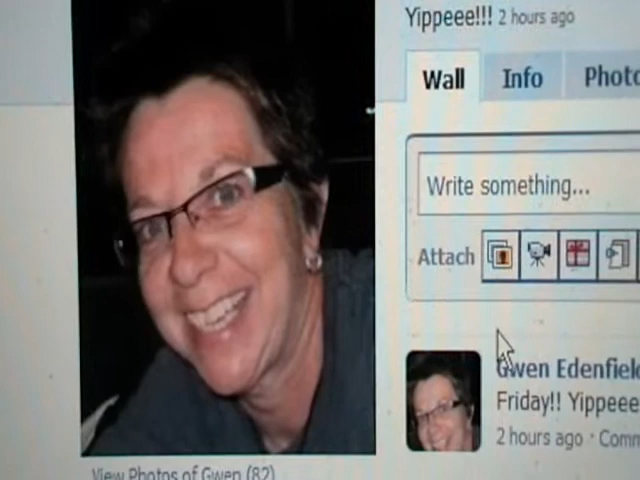 Yippeee!!! 2 hours ago
Wall Info Photo
Write something...
Attach
Gwen Edenfield
Friday!! Yippeee
2 hours ago · Comm
View Photos of Gwen (82)